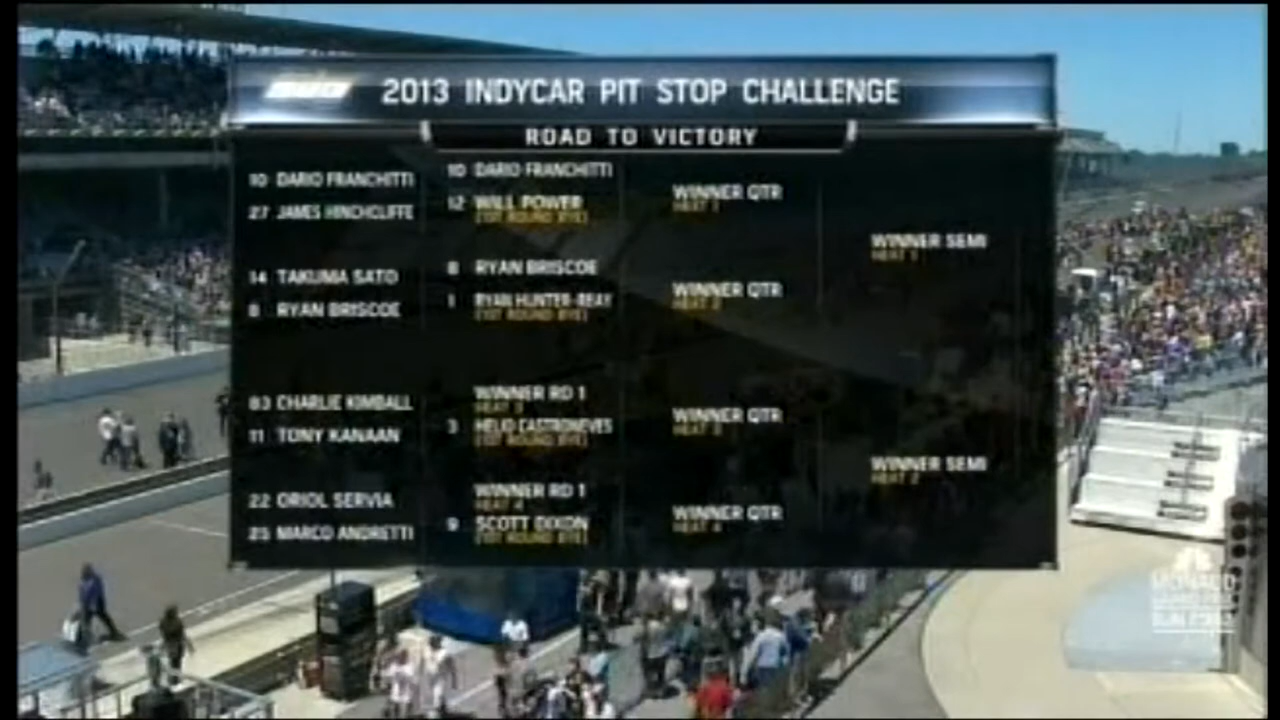 2013 INDYCAR PIT STOP CHALLENGE
ROAD TO VICTORY
10 DARIO FRANCHITTI
27 JAMES HINCHCLIFFE
14 TAKUMA SATO
8 RYAN BRISCOE
83 CHARLIE KIMBALL
11 TONY KANAAN
22 ORIOL SERVIA
25 MARCO ANDRETTI
10 DARIO FRANCHITTI
12 WILL POWER
(1ST ROUND BYE)
8 RYAN BRISCOE
1 RYAN HUNTER-REAY
(1ST ROUND BYE)
WINNER RD 1
HEAT 3
3 HELIO CASTRONEVES
(1ST ROUND BYE)
WINNER RD 1
HEAT 4
9 SCOTT DIXON
(1ST ROUND BYE)
WINNER QTR
HEAT 1
WINNER QTR
HEAT 2
WINNER QTR
HEAT 3
WINNER QTR
HEAT 4
WINNER SEMI
HEAT 1
WINNER SEMI
HEAT 2
MONACO